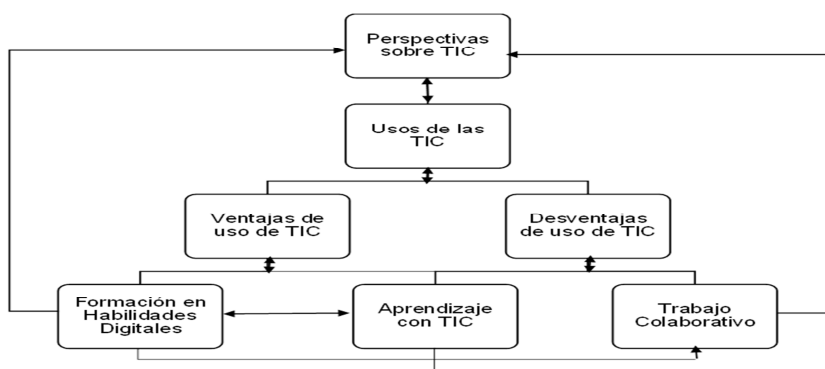 Perspectivas
sobre TIC
Usos de las
TIC
Ventajas de
uso de TIC
Desventajas
de uso de TIC
Formación en
Habilidades
Digitales
Aprendizaje
con TIC
Trabajo
Colaborativo